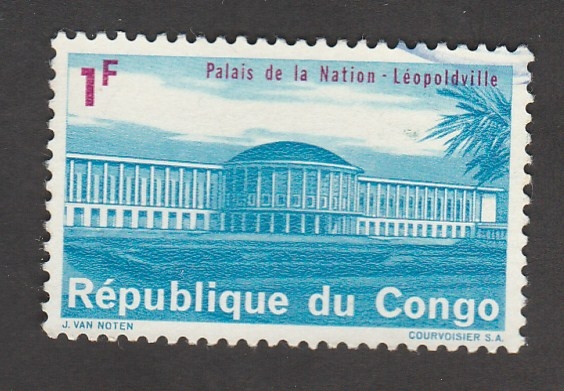 1F
Palais de la Nation - Léopoldville
République du Congo
J. VAN NOTEN
COURVOISIER S.A.